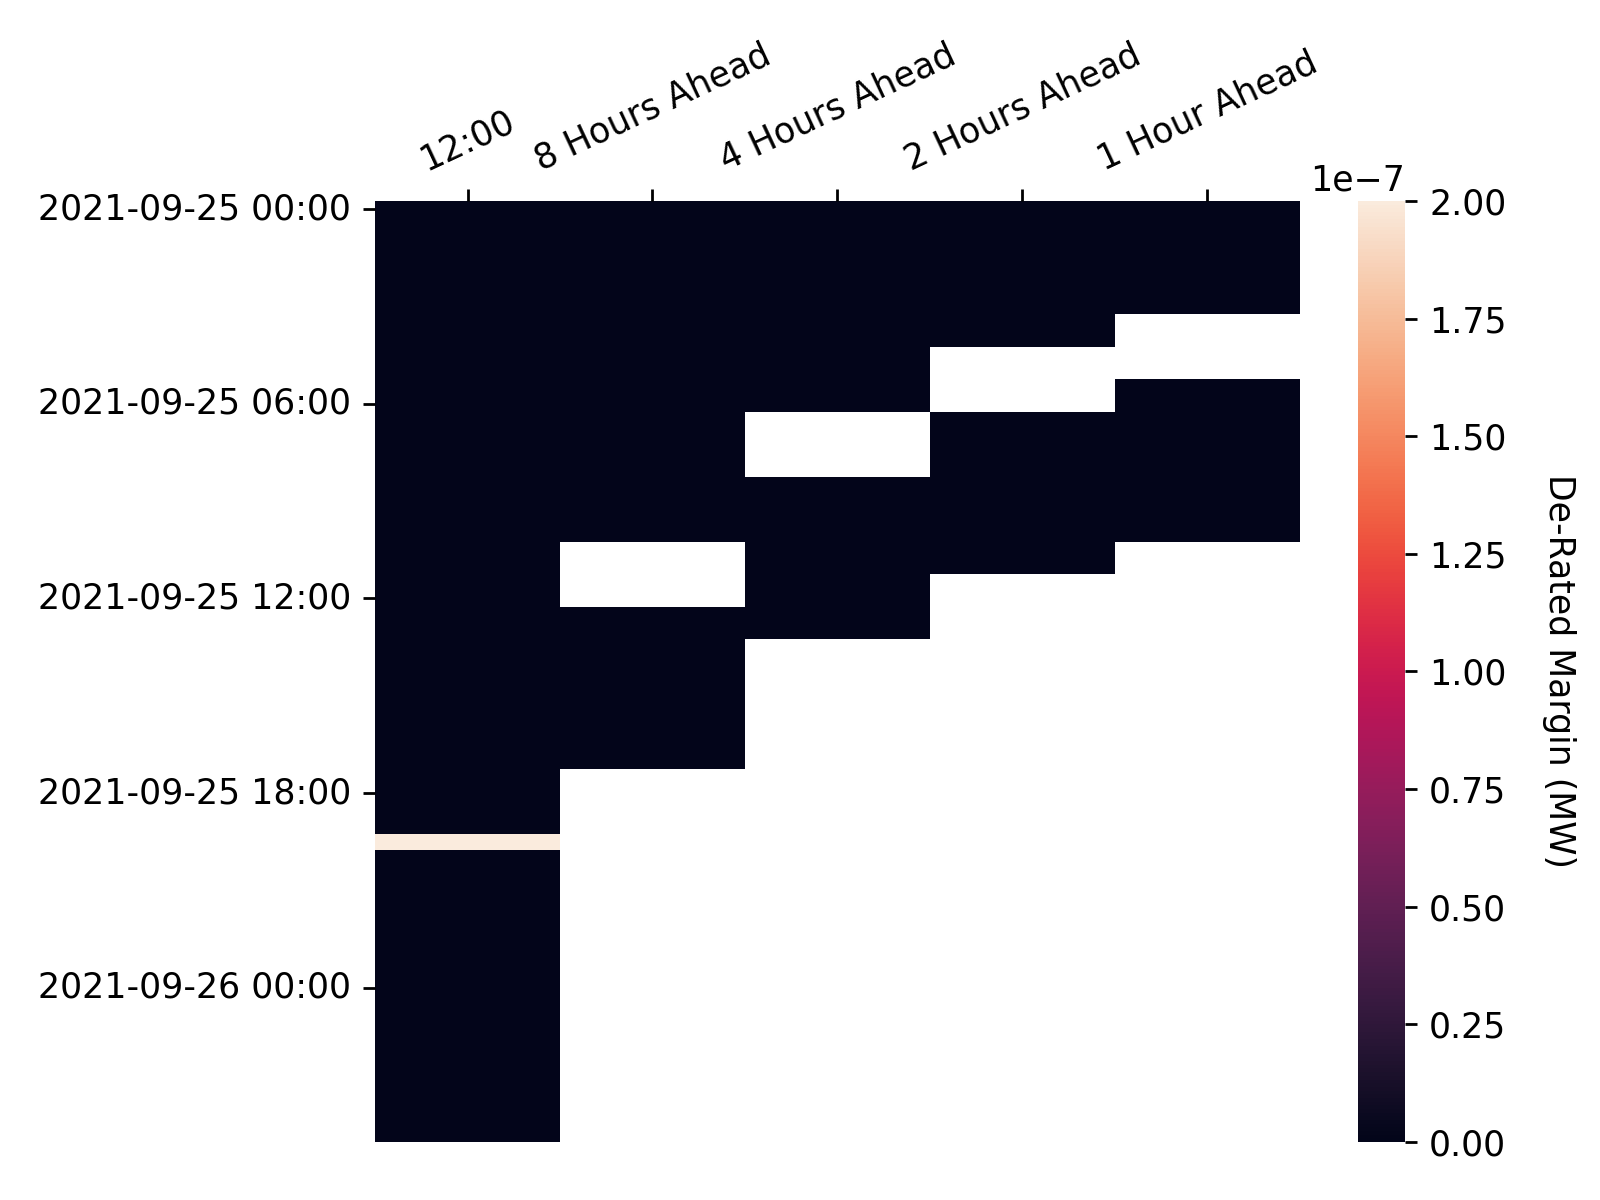 12:00
8 Hours Ahead
4 Hours Ahead
2 Hours Ahead
1 Hour Ahead
2021-09-25 00:00
2021-09-25 06:00
2021-09-25 12:00
2021-09-25 18:00
2021-09-26 00:00
1e−7
2.00
1.75
1.50
1.25
1.00
0.75
0.50
0.25
0.00
De-Rated Margin (MW)